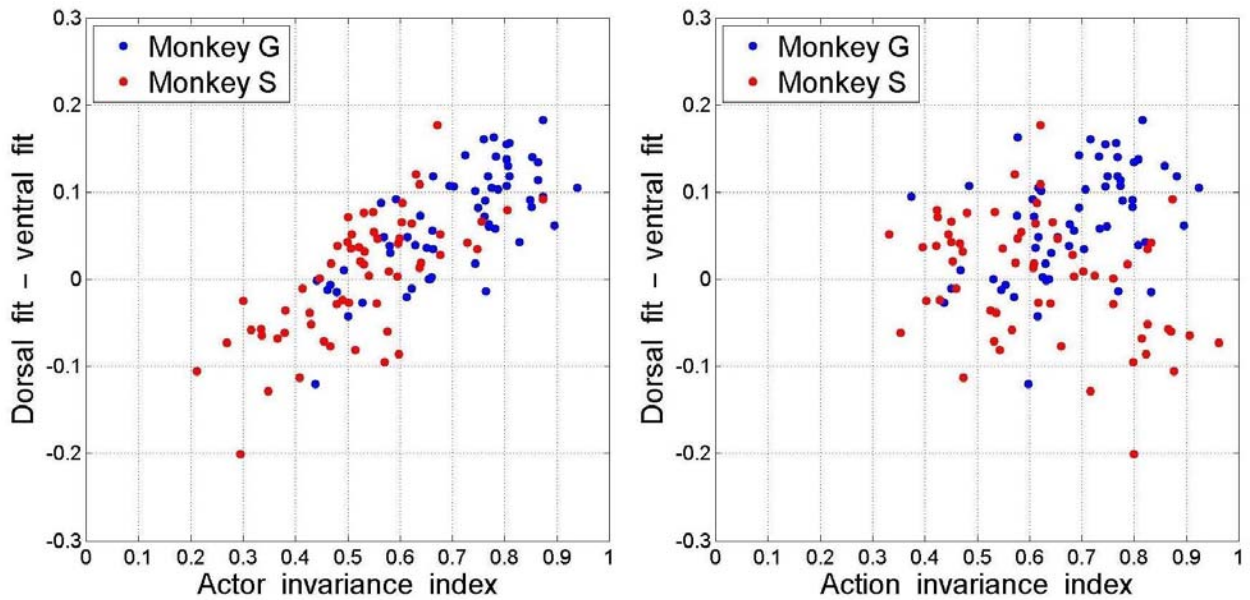 0.3
Monkey G
Monkey S
0.2
0.1
0
-0.1
-0.2
-0.3
Dorsal fit – ventral fit
0 0.1 0.2 0.3 0.4 0.5 0.6 0.7 0.8 0.9 1
Actor invariance index
0.3
Monkey G
Monkey S
0.2
0.1
0
-0.1
-0.2
-0.3
Dorsal fit – ventral fit
0 0.1 0.2 0.3 0.4 0.5 0.6 0.7 0.8 0.9 1
Action invariance index